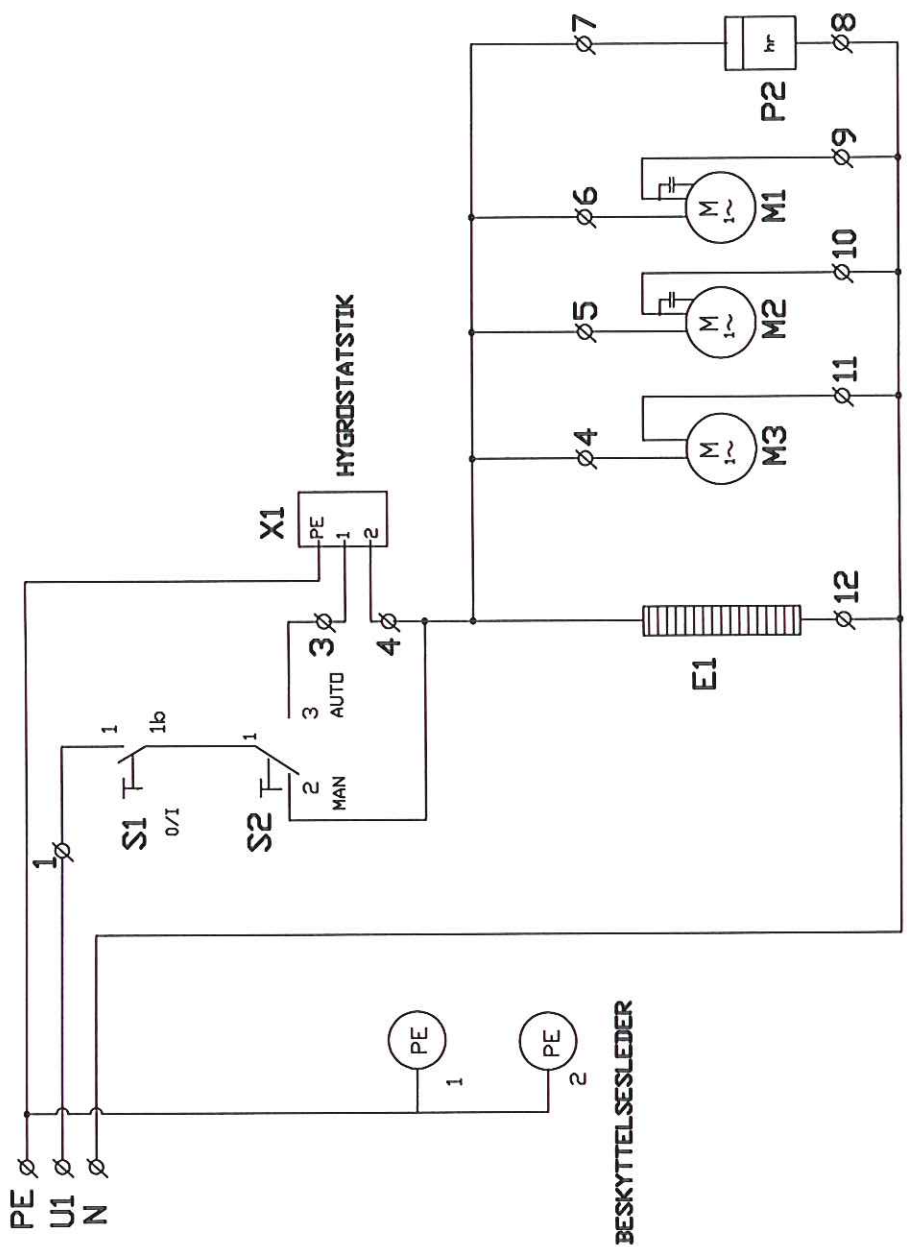 PE
U1
N
1
S1
0/I
1
1b
S2
1
2
MAN
3
AUTO
X1
HYGROSTATSTIK
PE
1
2
3
4
PE
1
PE
2
BESKYTTELSESLEDER
E1
12
4
M
1~
M3
11
5
M
1~
M2
10
6
M
1~
M1
9
7
hr
P2
8